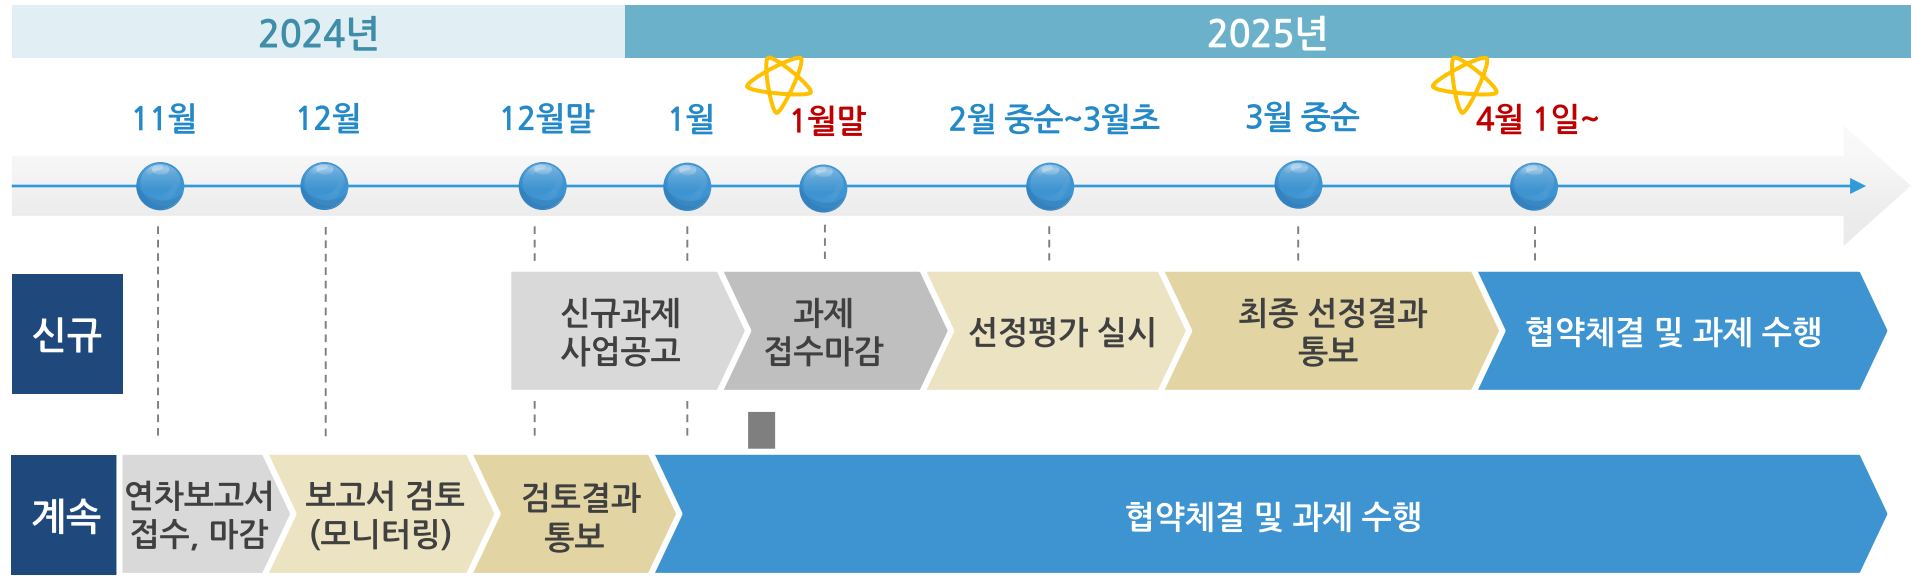 2024년
2025년
11월
12월
12월말
1월
1월말
2월 중순~3월초
3월 중순
4월 1일~
신규
신규과제
사업공고
과제
접수마감
선정평가 실시
최종 선정결과
통보
협약체결 및 과제 수행
계속
연차보고서
접수, 마감
보고서 검토
(모니터링)
검토결과
통보
협약체결 및 과제 수행